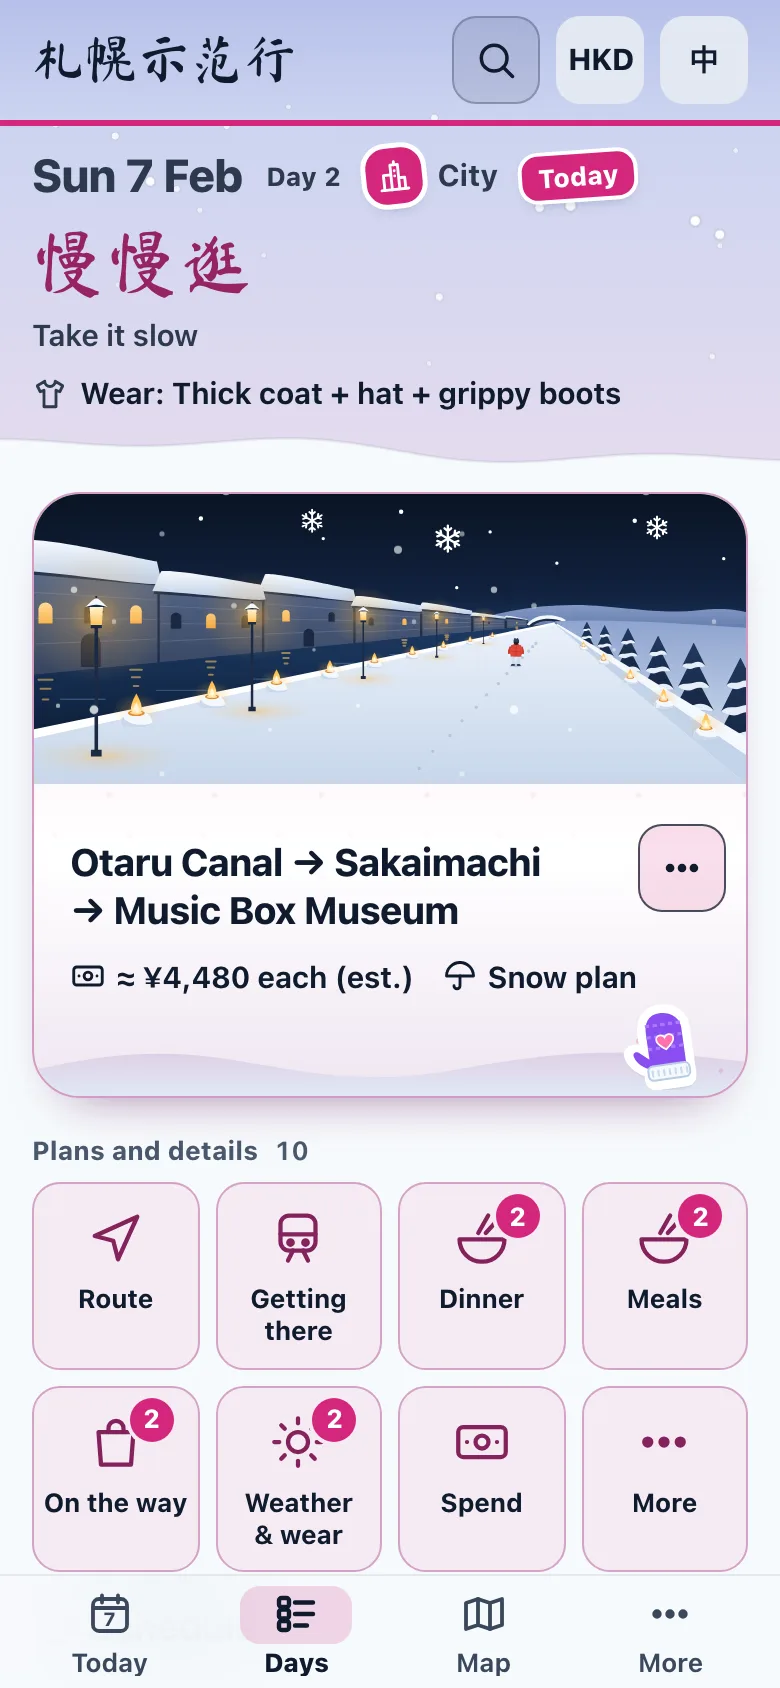 札幌示范行
HKD
中
Sun 7 Feb Day 2 City Today
慢慢逛
Take it slow
Wear: Thick coat + hat + grippy boots
Otaru Canal → Sakaimachi
→ Music Box Museum
≈ ¥4,480 each (est.) Snow plan
Plans and details 10
Route
Getting there
2
Dinner
2
Meals
2
On the way
2
Weather & wear
Spend
More
7
Today
Days
Map
More